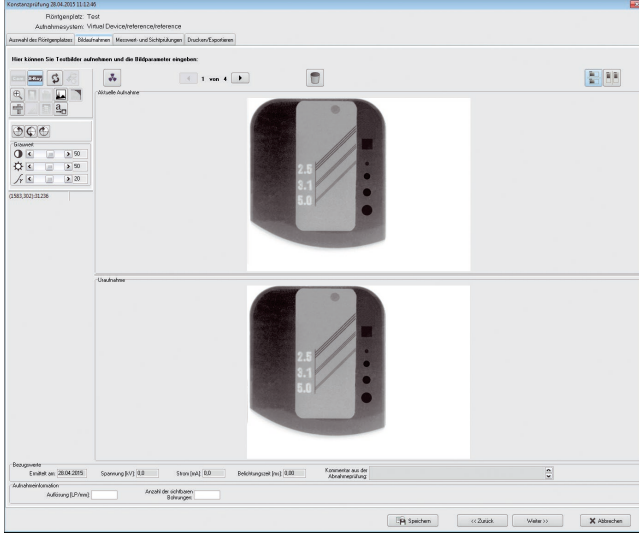 Konstanzprüfung 28.04.2015 11:12:46
Röntgenplatz: Test
Aufnahmesystem: Virtual Device/reference/reference
Auswahl des Röntgenplatzes Bildaufnahmen Messwert- und Sichtprüfungen Drucken/Exportieren
Hier können Sie Testbilder aufnehmen und die Bildparameter eingeben:
X-Ray
1 von 4
Aktuelle Aufnahme
Grauwert
50
50
20
(1583,302):31236
2.5
3.1
5.0
Uraufnahme
2.5
3.1
5.0
Bezugswerte
Ermittelt am: 28.04.2015 Spannung [kV]: 0,0 Strom [mA]: 0,0 Belichtungszeit [ms]: 0,00 Kommentar aus der Abnahmeprüfung:
Aufnahmeinformation
Auflösung [LP/mm]: Anzahl der sichtbaren Bohrungen:
Speichern << Zurück Weiter >> Abbrechen